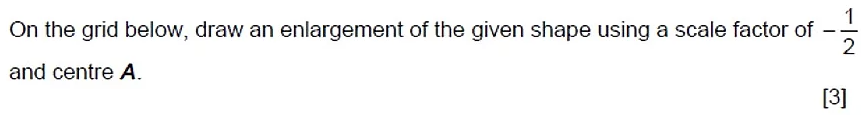 On the grid below, draw an enlargement of the given shape using a scale factor of −1/2
and centre A.
[3]